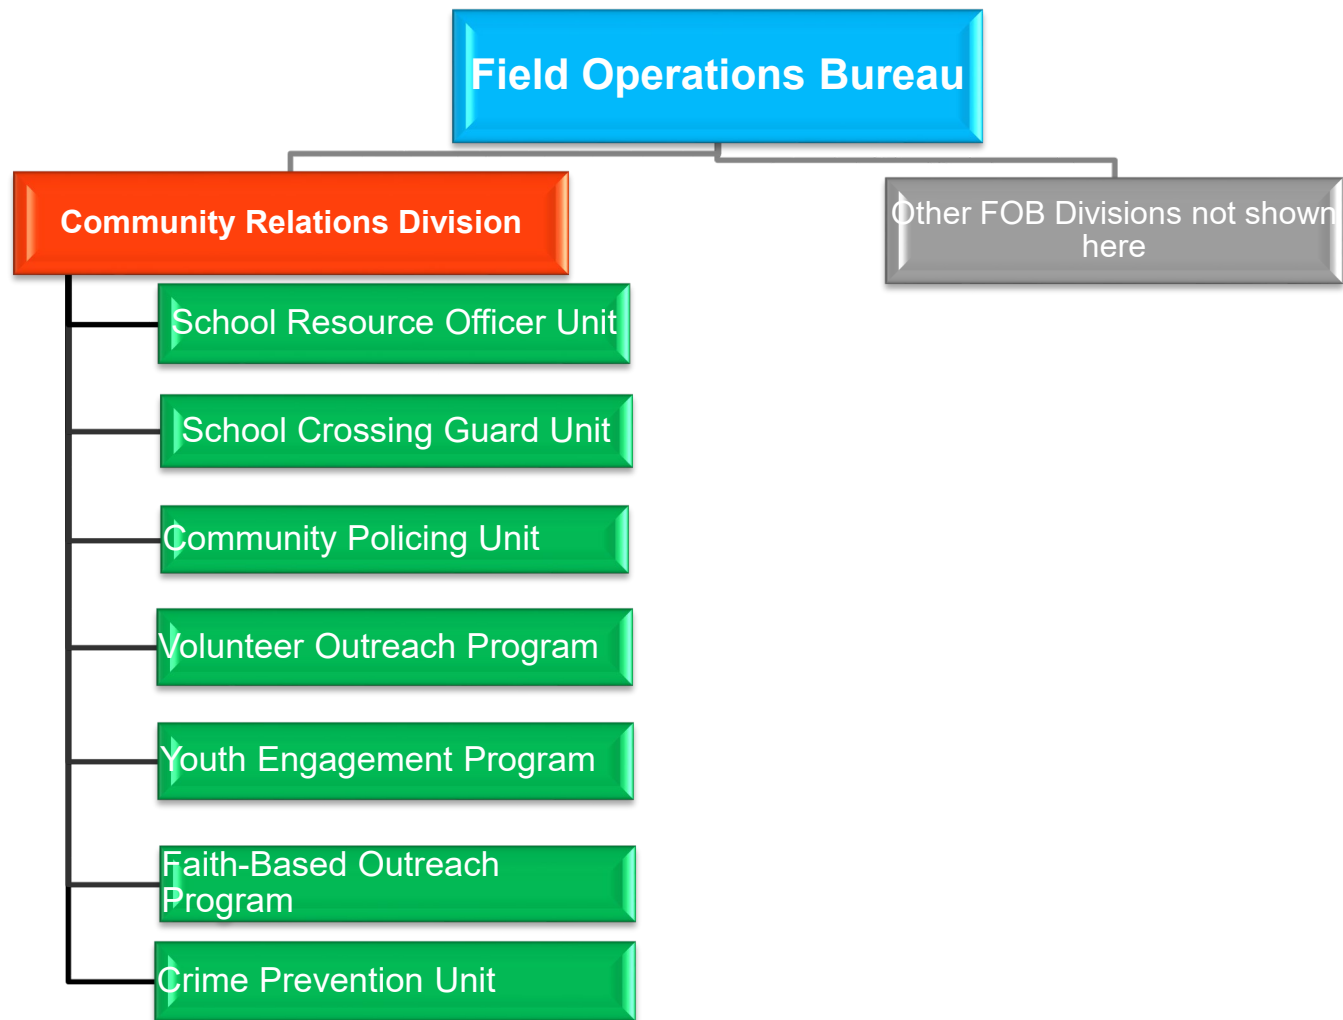 Field Operations Bureau
Community Relations Division
Other FOB Divisions not shown
here
School Resource Officer Unit
School Crossing Guard Unit
Community Policing Unit
Volunteer Outreach Program
Youth Engagement Program
Faith-Based Outreach
Program
Crime Prevention Unit